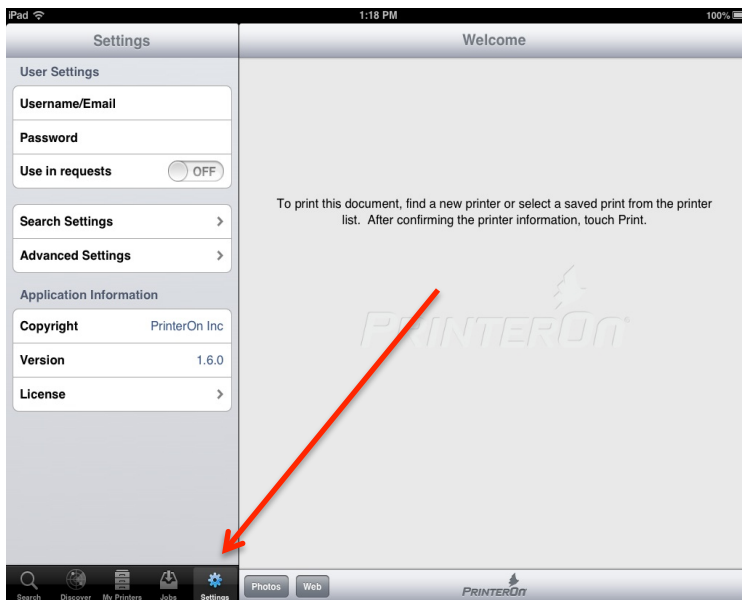 iPad 1:18 PM 100%
Settings
Welcome
User Settings
Username/Email
Password
Use in requests OFF
Search Settings
Advanced Settings
Application Information
Copyright PrinterOn Inc
Version 1.6.0
License
To print this document, find a new printer or select a saved print from the printer
list. After confirming the printer information, touch Print.
PRINTERON
Search Discover My Printers Jobs Settings
Photos Web
PRINTERON